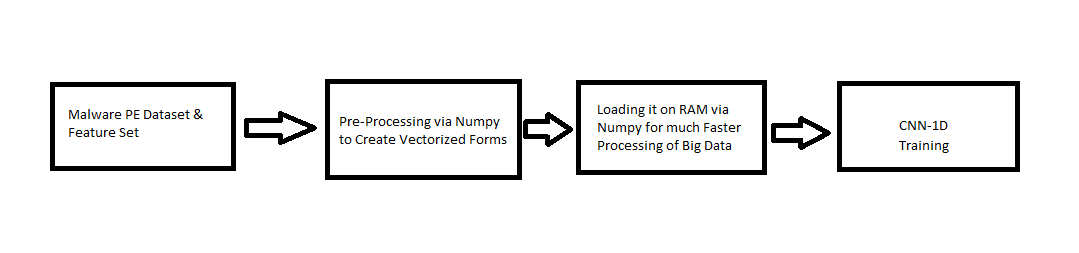 Malware PE Dataset &
Feature Set
Pre-Processing via Numpy
to Create Vectorized Forms
Loading it on RAM via
Numpy for much Faster
Processing of Big Data
CNN-1D
Training